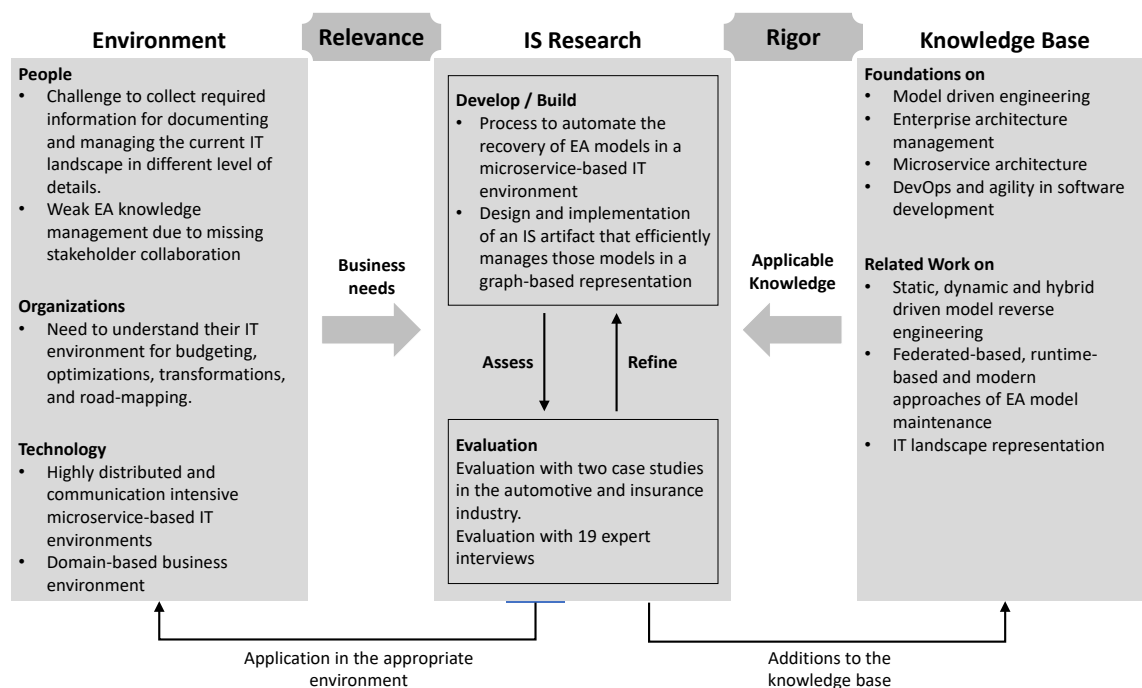 Environment
Relevance
IS Research
Rigor
Knowledge Base
People
• Challenge to collect required
information for documenting
and managing the current IT
landscape in different level of
details.
• Weak EA knowledge
management due to missing
stakeholder collaboration
Organizations
• Need to understand their IT
environment for budgeting,
optimizations, transformations,
and road-mapping.
Technology
• Highly distributed and
communication intensive
microservice-based IT
environments
• Domain-based business
environment
Business
needs
Develop / Build
• Process to automate the
recovery of EA models in a
microservice-based IT
environment
• Design and implementation
of an IS artifact that efficiently
manages those models in a
graph-based representation
Assess
Refine
Evaluation
Evaluation with two case studies
in the automotive and insurance
industry.
Evaluation with 19 expert
interviews
Applicable
Knowledge
Foundations on
• Model driven engineering
• Enterprise architecture
management
• Microservice architecture
• DevOps and agility in software
development
Related Work on
• Static, dynamic and hybrid
driven model reverse
engineering
• Federated-based, runtime-
based and modern
approaches of EA model
maintenance
• IT landscape representation
Application in the appropriate
environment
Additions to the
knowledge base